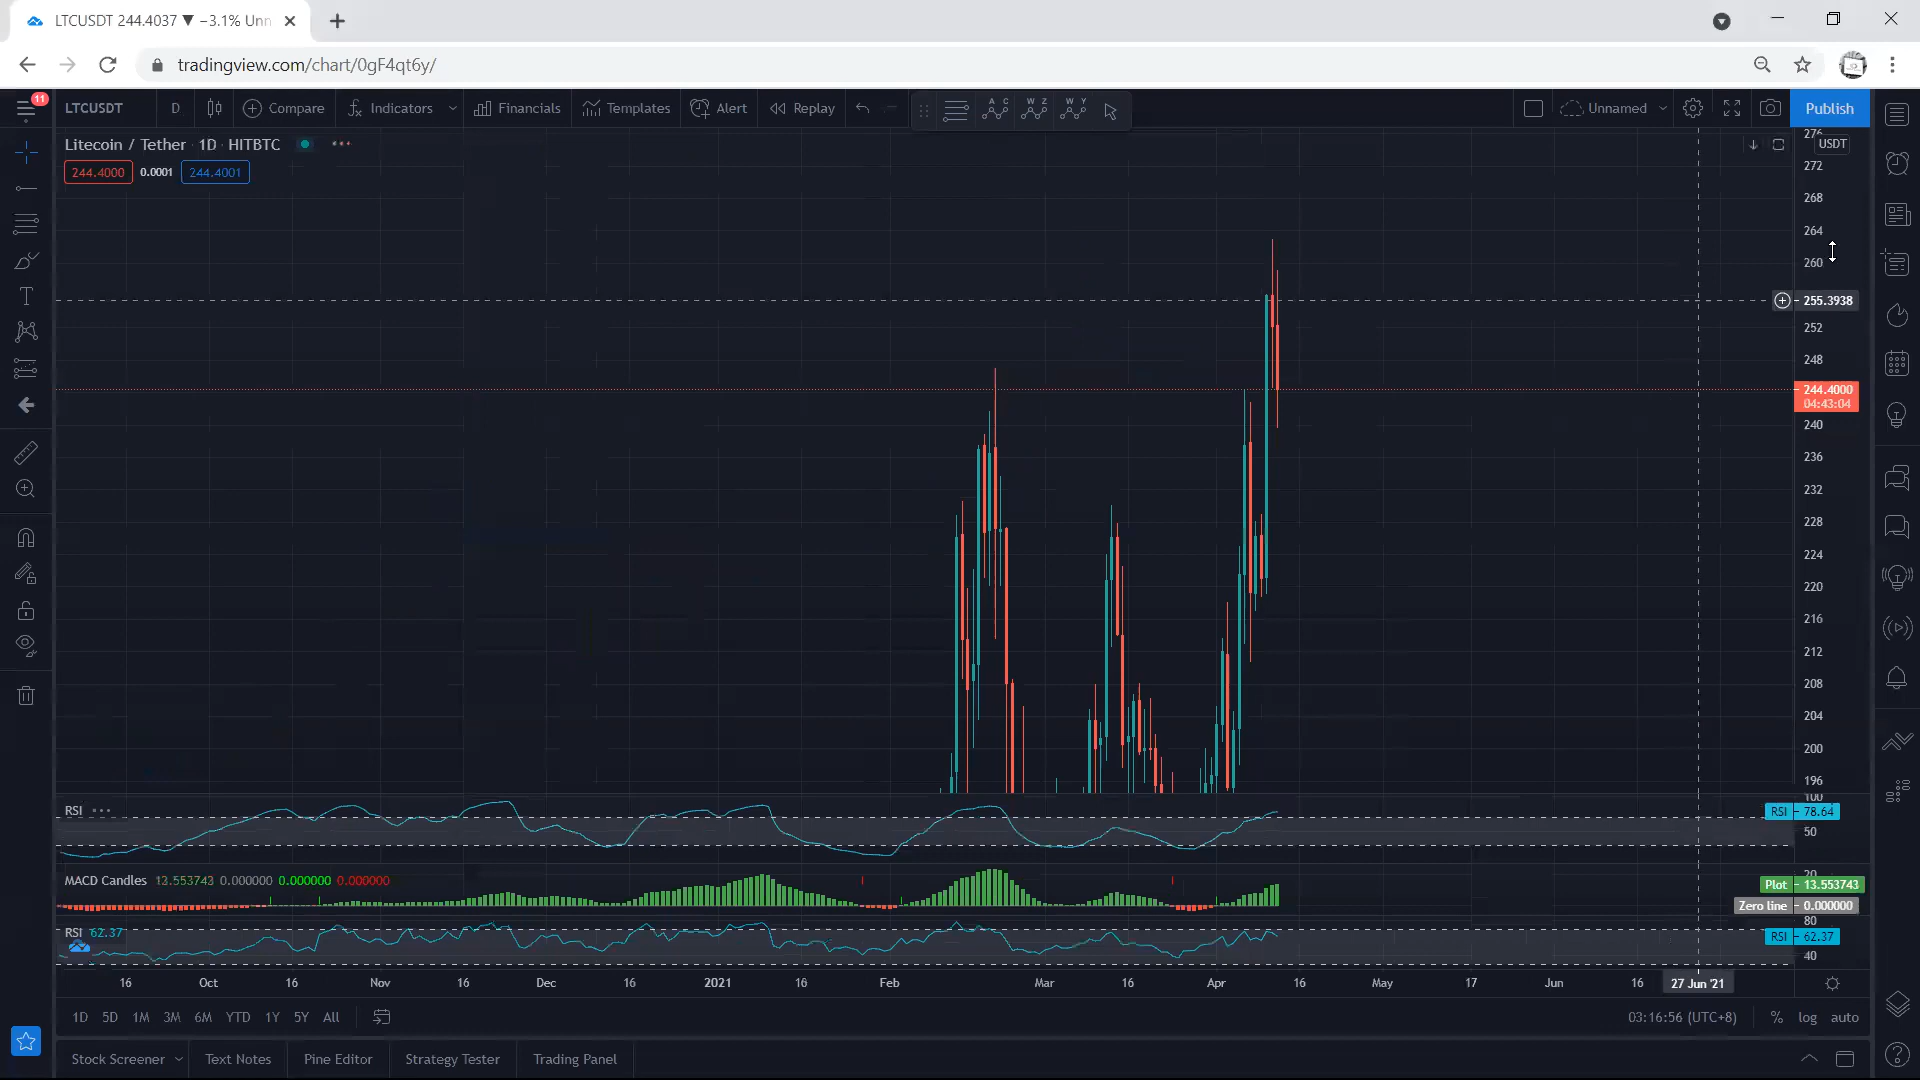 LTCUSDT 244.4037 ▼ −3.1% Unn
tradingview.com/chart/0gF4qt6y/
11
LTCUSDT D Compare Indicators Financials Templates Alert Replay Unnamed Publish
A C W Z W Y
Litecoin / Tether · 1D · HITBTC
244.4000 0.0001 244.4001
USDT
276
272
268
264
260
255.3938
252
248
244.4000
04:43:04
240
236
232
228
224
220
216
212
208
204
200
196
100
RSI
RSI 78.64
50
20
MACD Candles 13.553743 0.000000 0.000000 0.000000
Plot 13.553743
Zero line 0.000000
80
RSI 62.37
RSI 62.37
40
16 Oct 16 Nov 16 Dec 16 2021 16 Feb Mar 16 Apr 16 May 17 Jun 16 27 Jun '21
1D 5D 1M 3M 6M YTD 1Y 5Y All
03:16:56 (UTC+8) % log auto
Stock Screener Text Notes Pine Editor Strategy Tester Trading Panel